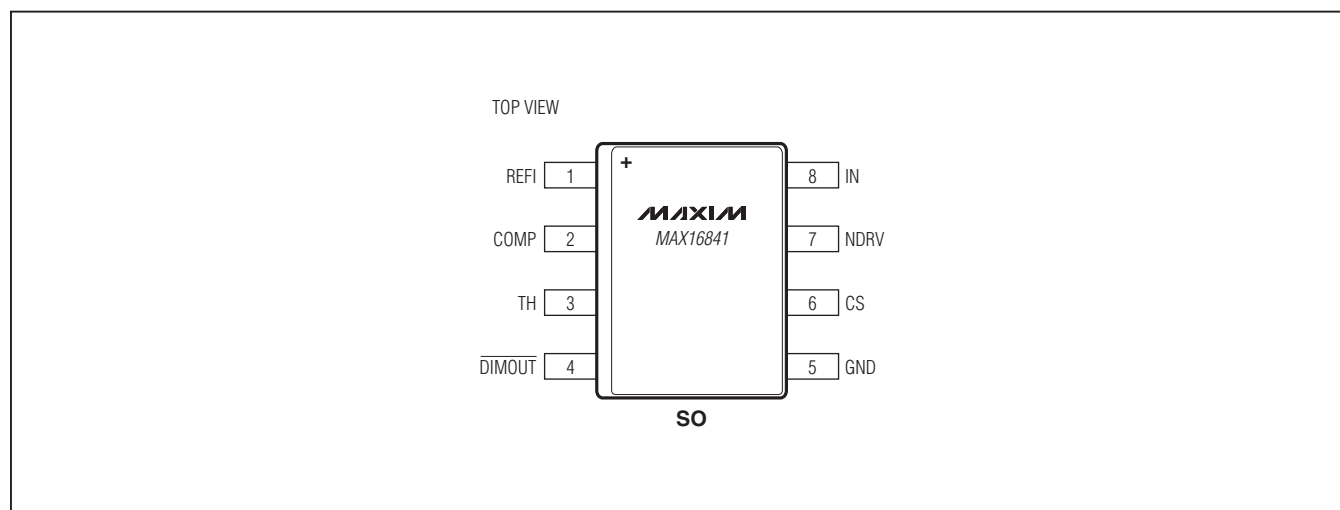 TOP VIEW
+
REFI 1
8 IN
MAXIM
COMP 2
MAX16841
7 NDRV
TH 3
6 CS
DIMOUT 4
5 GND
SO